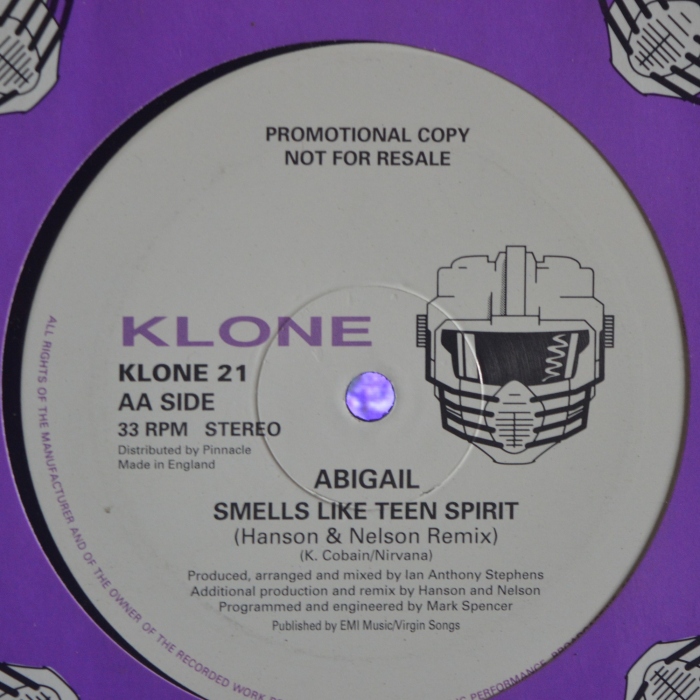 PROMOTIONAL COPY
NOT FOR RESALE
KLONE
KLONE 21
AA SIDE
33 RPM STEREO
Distributed by Pinnacle
Made in England
ABIGAIL
SMELLS LIKE TEEN SPIRIT
(Hanson & Nelson Remix)
(K. Cobain/Nirvana)
Produced, arranged and mixed by Ian Anthony Stephens
Additional production and remix by Hanson and Nelson
Programmed and engineered by Mark Spencer
Published by EMI Music/Virgin Songs
ALL RIGHTS OF THE MANUFACTURER AND OF THE OWNER OF THE RECORDED WORK
PERFORMANCE